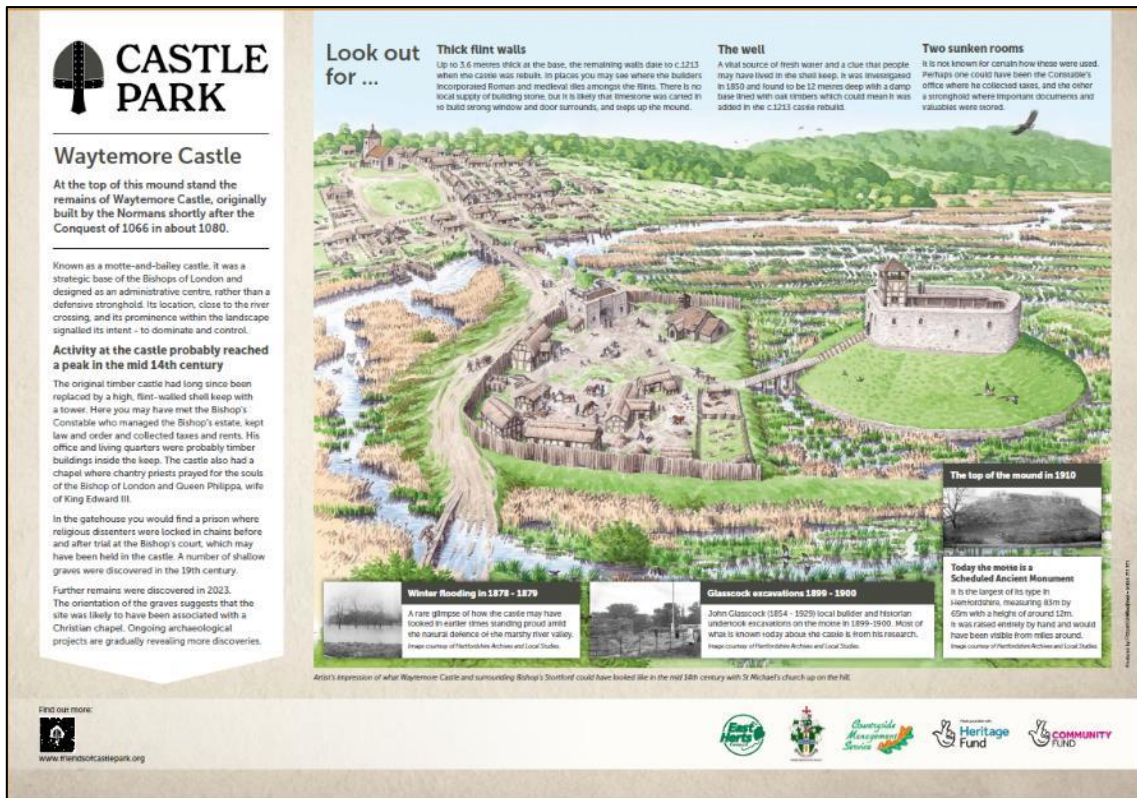 CASTLE
PARK
Waytemore Castle
At the top of this mound stand the
remains of Waytemore Castle, originally
built by the Normans shortly after the
Conquest of 1066 in about 1080.
Known as a motte-and-bailey castle, it was a
strategic base of the Bishops of London and
designed as an administrative centre, rather than a
defensive stronghold. Its location, close to the river
crossing, and its prominence within the landscape
signalled its intent - to dominate and control.
Activity at the castle probably reached
a peak in the mid 14th century
The original timber castle had long since been
replaced by a high, flint-walled shell keep with
a tower. Here you may have met the Bishop's
Constable who managed the Bishop's estate, kept
law and order and collected taxes and rents. His
office and living quarters were probably timber
buildings inside the keep. The castle also had a
chapel where chantry priests prayed for the souls
of the Bishop of London and Queen Philippa, wife
of King Edward III.
In the gatehouse you would find a prison where
religious dissenters were locked in chains before
and after trial at the Bishop's court, which may
have been held in the castle. A number of shallow
graves were discovered in the 19th century.
Further remains were discovered in 2023.
The orientation of the graves suggests that the
site was likely to have been associated with a
Christian chapel. Ongoing archaeological
projects are gradually revealing more discoveries.
Look out
for ...
Thick flint walls
Up to 3.6 metres thick at the base, the remaining walls date to c.1213
when the castle was rebuilt. In places you may see where the builders
incorporated Roman and medieval tiles amongst the flints. There is no
local supply of building stone, but it is likely that limestone was carried in
to build strong window and door surrounds, and steps up the mound.
The well
A vital source of fresh water and a clue that people
may have lived in the shell keep. It was investigated
in 1850 and found to be 12 metres deep with a damp
base lined with oak timbers which could mean it was
added in the c.1213 castle rebuild.
Two sunken rooms
It is not known for certain how these were used.
Perhaps one could have been the Constable's
office where he collected taxes, and the other
a stronghold where important documents and
valuables were stored.
The top of the mound in 1910
Today the motte is a
Scheduled Ancient Monument
It is the largest of its type in
Hertfordshire, measuring 83m by
65m with a height of around 12m.
It was raised entirely by hand and would
have been visible from miles around.
Image courtesy of Hertfordshire Archives and Local Studies.
Winter flooding in 1878 - 1879
A rare glimpse of how the castle may have
looked in earlier times standing proud amid
the natural defence of the marshy river valley.
Image courtesy of Hertfordshire Archives and Local Studies.
Glasscock excavations 1899 - 1900
John Glasscock (1854 - 1929) local builder and historian
undertook excavations on the motte in 1899-1900. Most of
what is known today about the castle is from his research.
Image courtesy of Hertfordshire Archives and Local Studies.
Artist's impression of what Waytemore Castle and surrounding Bishop's Stortford could have looked like in the mid 14th century with St Michael's church up on the hill.
Find out more:
www.friendsofcastlepark.org
East
Herts
Council
Countryside
Management
Service
Made possible with
Heritage
Fund
COMMUNITY
FUND